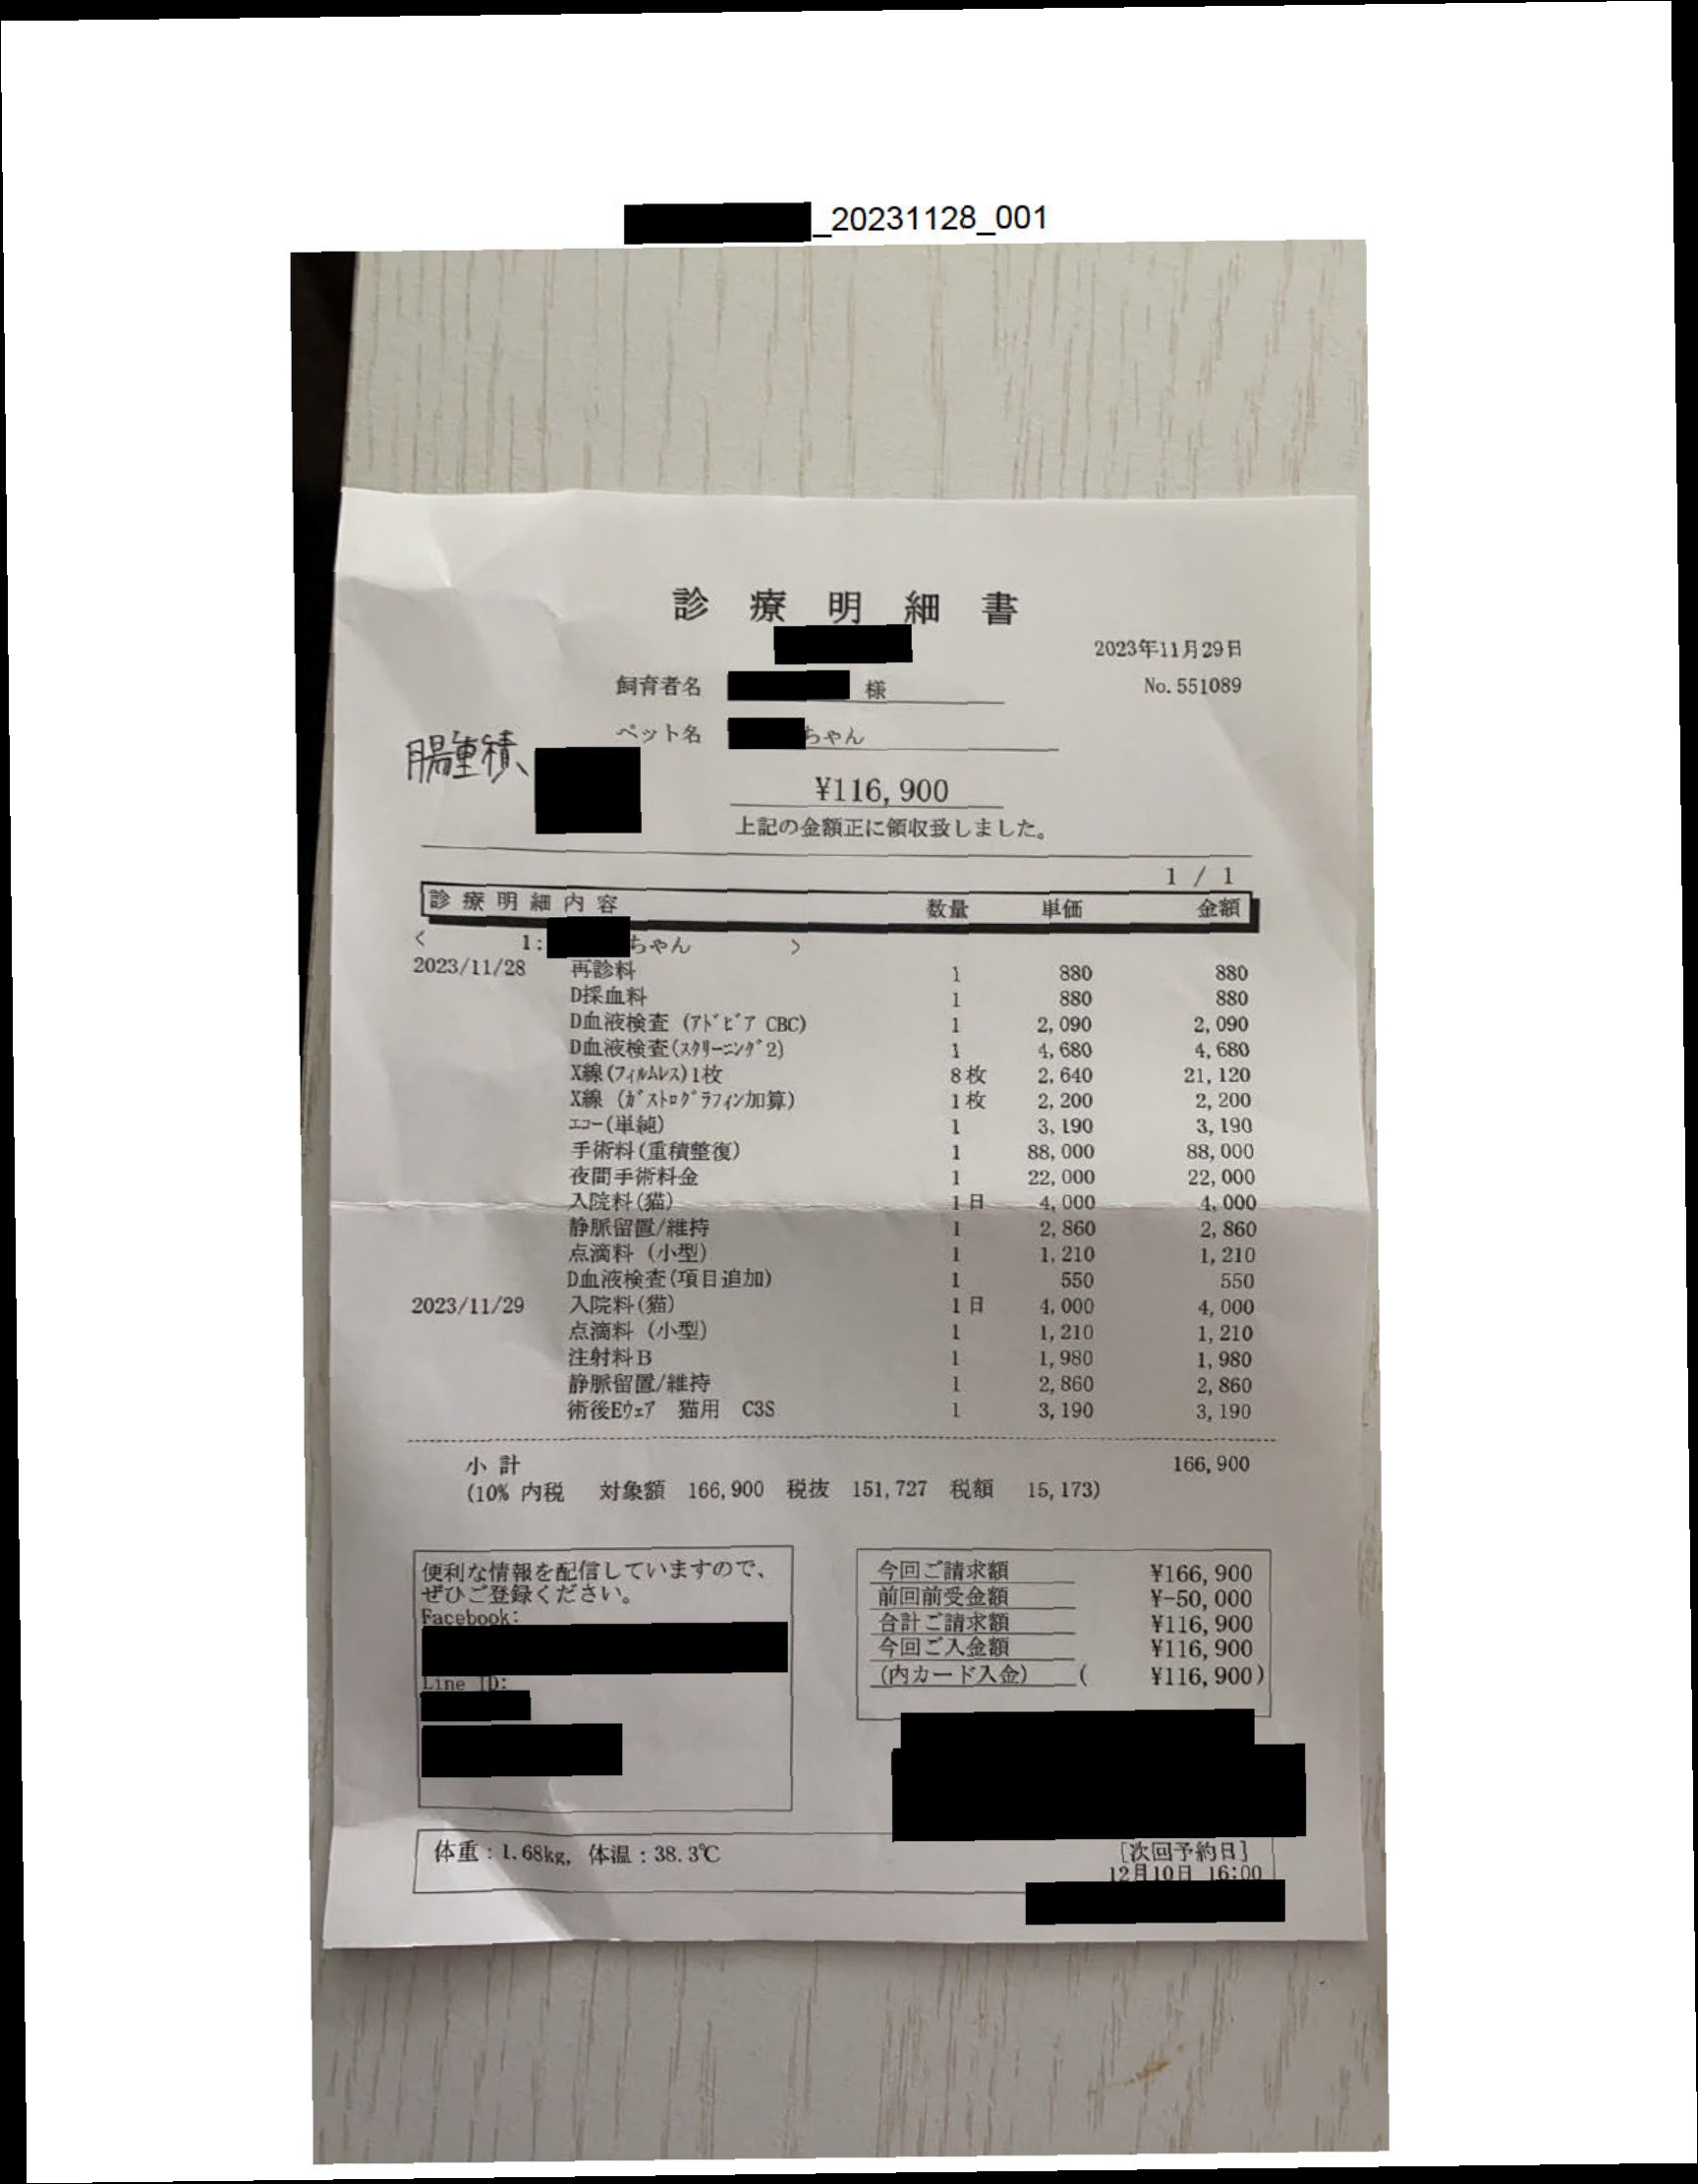 _20231128_001
診療明細書
2023年11月29日
飼育者名 様
No.551089
ペット名 ちゃん
腸重積、
¥116,900
上記の金額正に領収致しました。
1 / 1
診療明細内容 数量 単価 金額
< 1: ちゃん >
2023/11/28 再診料 1 880 880
D採血料 1 880 880
D血液検査 (ｱﾄﾞﾋﾞｱ CBC) 1 2,090 2,090
D血液検査(ｽｸﾘｰﾆﾝｸﾞ2) 1 4,680 4,680
X線(ﾌｨﾙﾑﾚｽ)1枚 8枚 2,640 21,120
X線 (ｶﾞｽﾄﾛｸﾞﾗﾌｨﾝ加算) 1枚 2,200 2,200
ｴｺｰ(単純) 1 3,190 3,190
手術料(重積整復) 1 88,000 88,000
夜間手術料金 1 22,000 22,000
入院料(猫) 1日 4,000 4,000
静脈留置/維持 1 2,860 2,860
点滴料 (小型) 1 1,210 1,210
D血液検査(項目追加) 1 550 550
2023/11/29 入院料(猫) 1日 4,000 4,000
点滴料 (小型) 1 1,210 1,210
注射料B 1 1,980 1,980
静脈留置/維持 1 2,860 2,860
術後Eｳｪｱ 猫用 C3S 1 3,190 3,190
小計 166,900
(10% 内税 対象額 166,900 税抜 151,727 税額 15,173)
便利な情報を配信していますので、
ぜひご登録ください。
Facebook:
Line ID:
今回ご請求額 ¥166,900
前回前受金額 ¥-50,000
合計ご請求額 ¥116,900
今回ご入金額 ¥116,900
(内カード入金) ( ¥116,900)
体重:1.68kg, 体温:38.3℃
[次回予約日]
12月10日 16:00